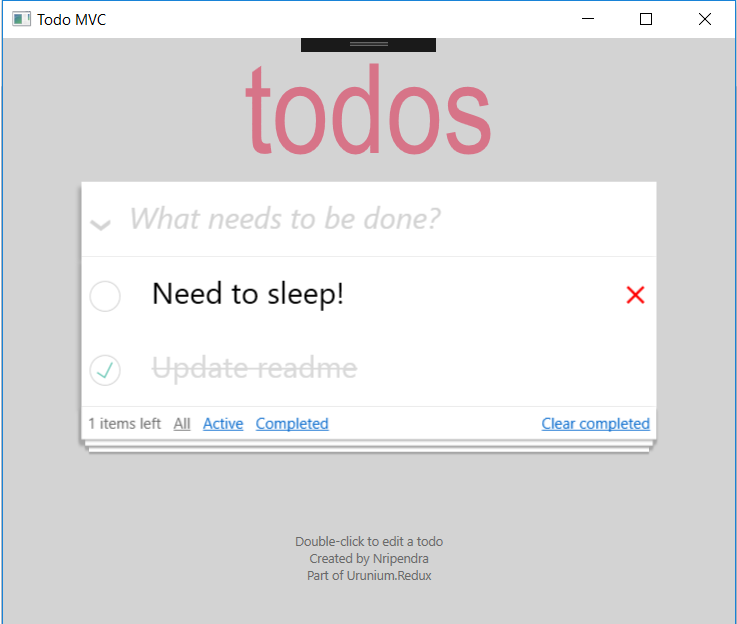 Todo MVC
todos
What needs to be done?
Need to sleep!
Update readme
1 items left All Active Completed Clear completed
Double-click to edit a todo
Created by Nripendra
Part of Urunium.Redux